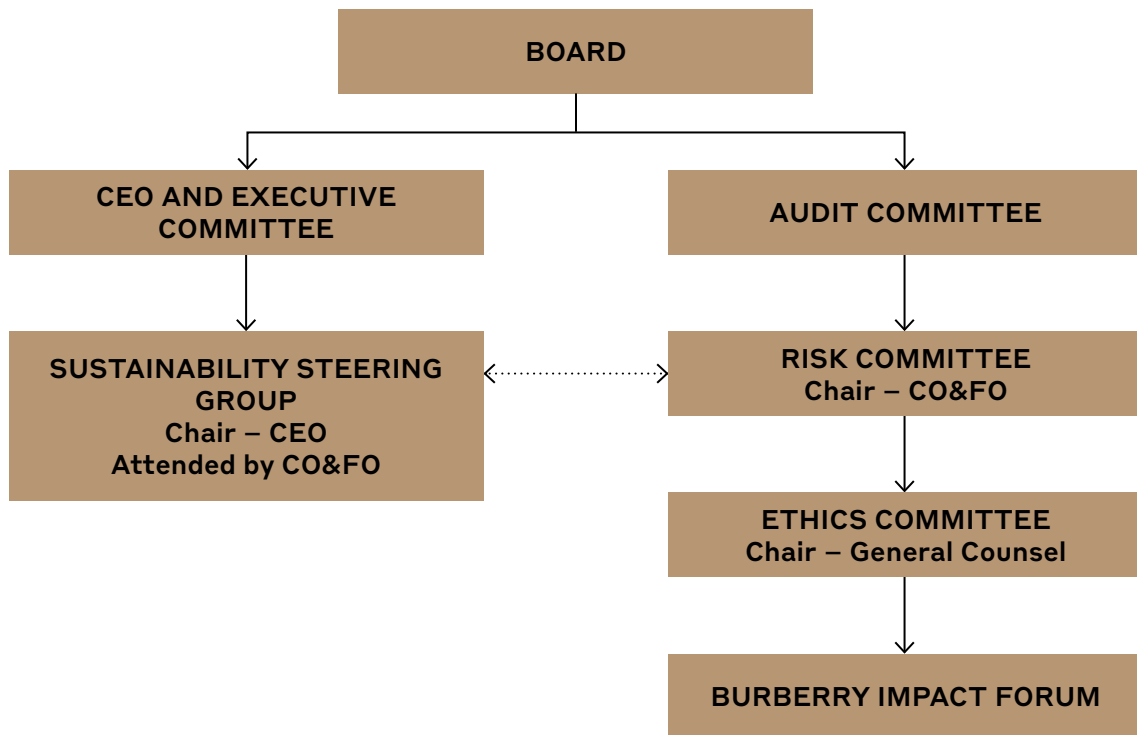 BOARD
CEO AND EXECUTIVE
COMMITTEE
AUDIT COMMITTEE
SUSTAINABILITY STEERING
GROUP
Chair – CEO
Attended by CO&FO
RISK COMMITTEE
Chair – CO&FO
ETHICS COMMITTEE
Chair – General Counsel
BURBERRY IMPACT FORUM